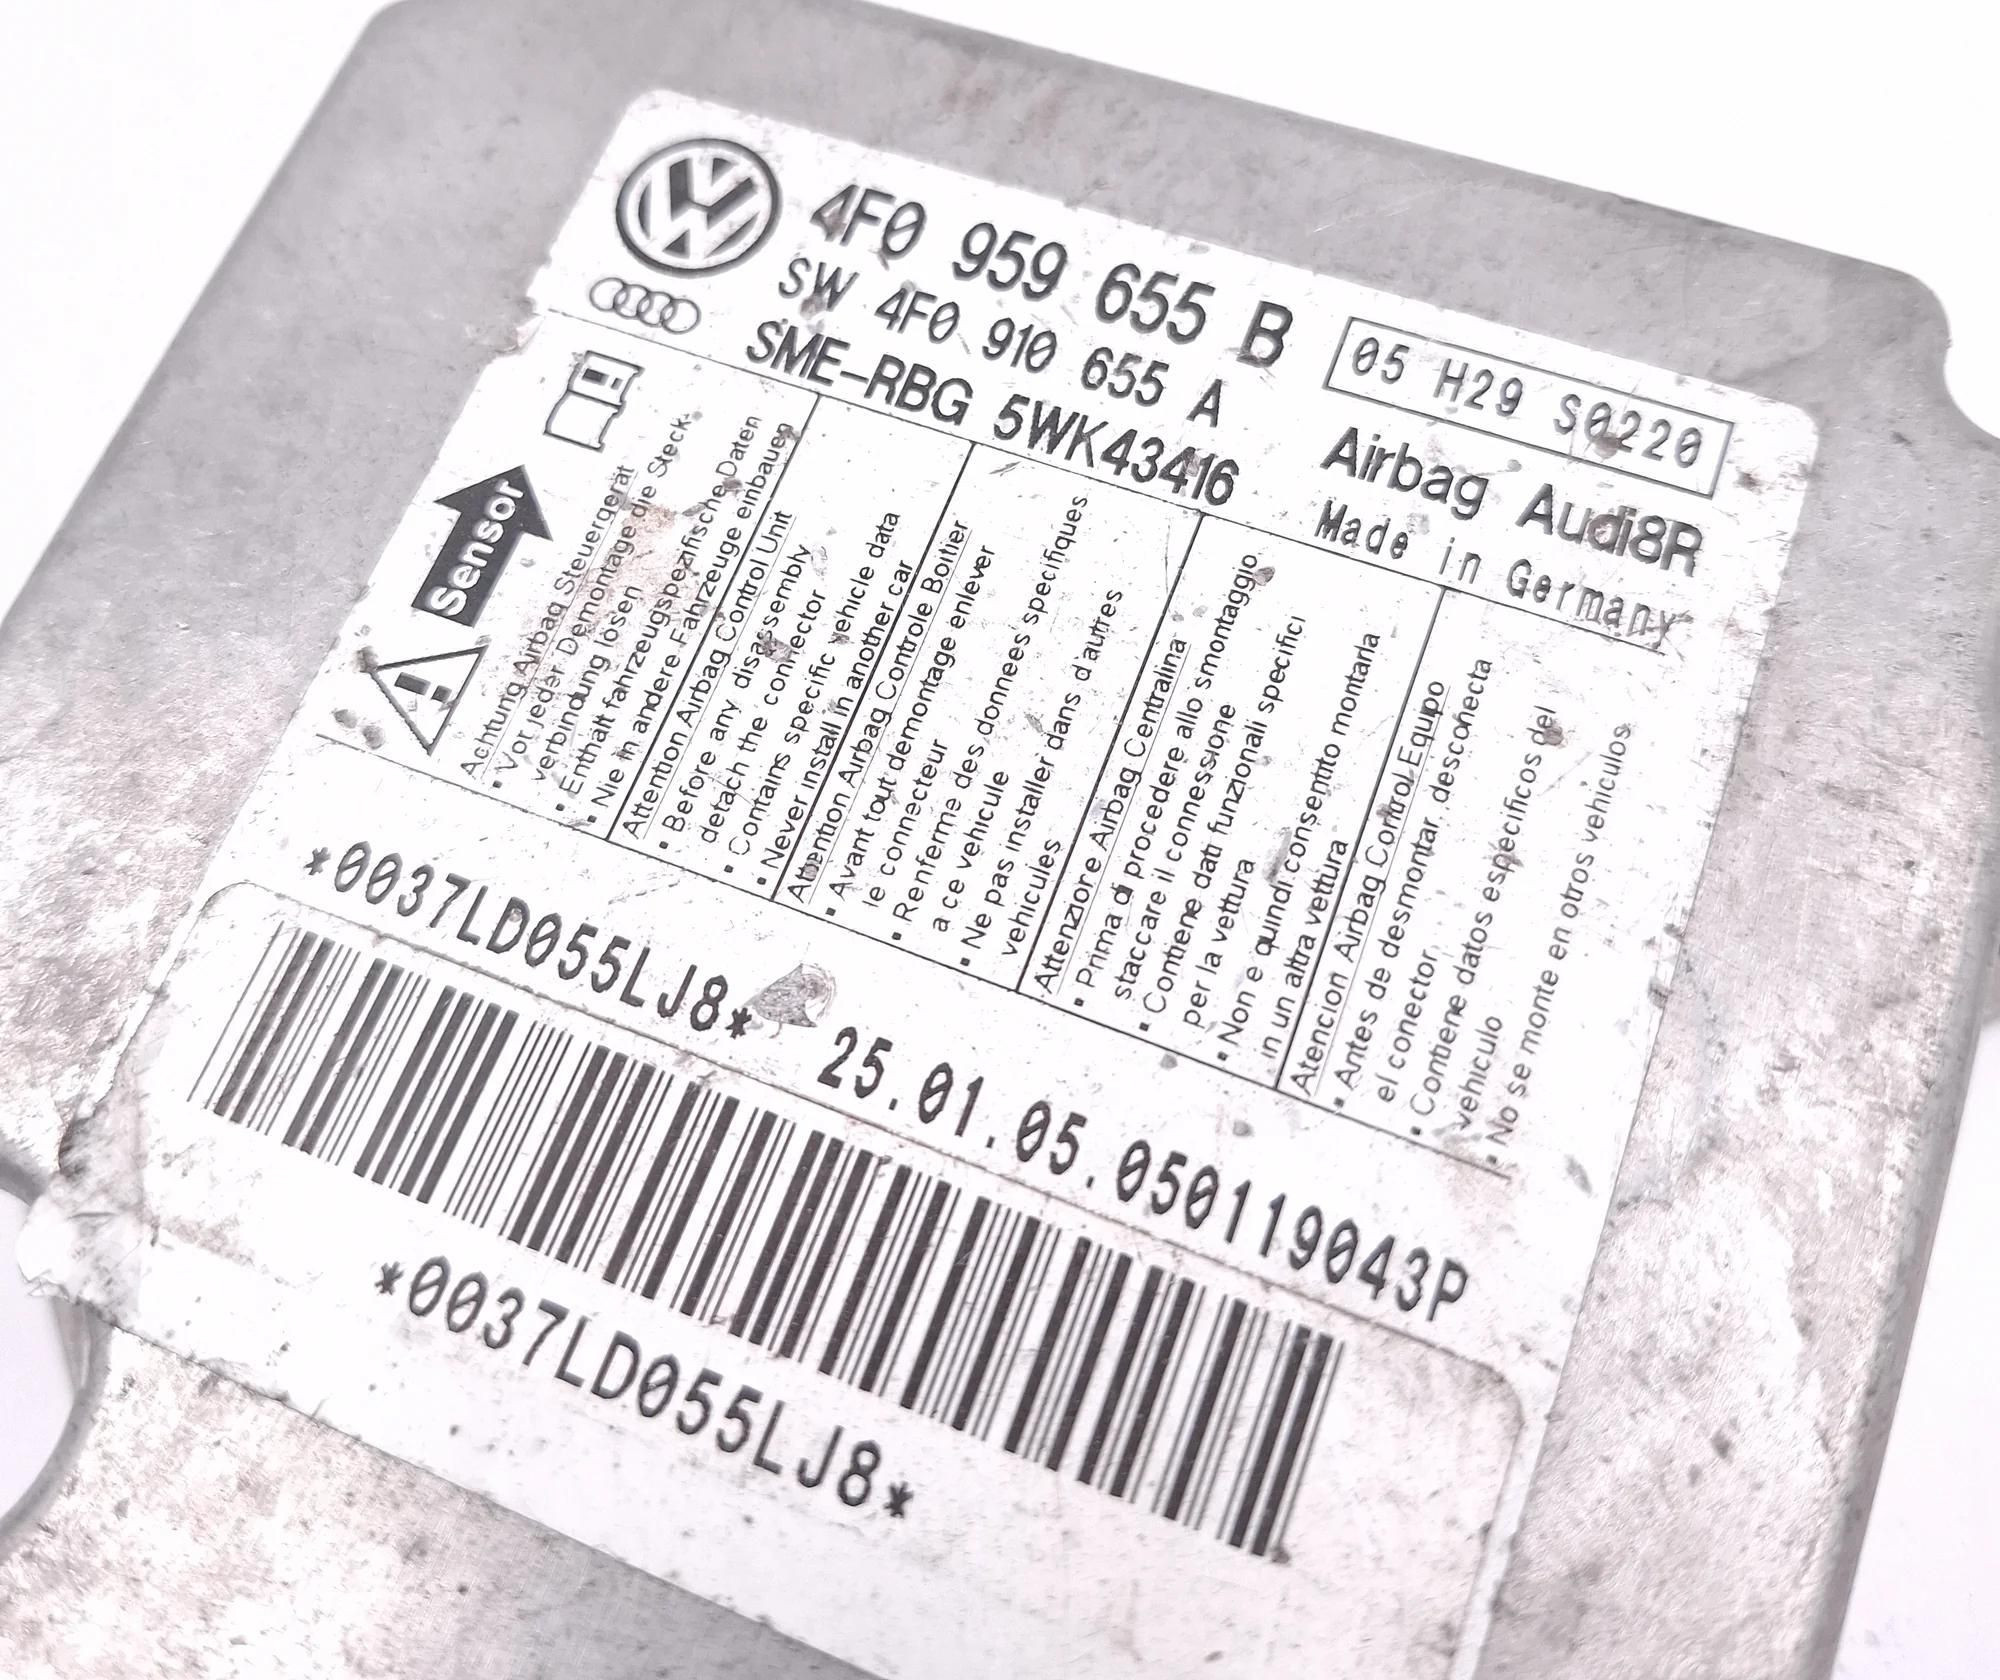 4F0 959 655 B
SW 4F0 910 655 A
05 H29 S0220
SME-RBG 5WK43416
Airbag Audi8R
Made in Germany
Sensor
Achtung Airbag Steuergerät
• Vor jeder Demontage die Steck-
verbindung lösen
• Enthält fahrzeugspezifische Daten
• Nie in andere Fahrzeuge einbaueg
Attention Airbag Control Unit
• Before any disassembly
detach the connector
• Contains specific vehicle data
• Never install in another car
Attention Airbag Controle Boitier
• Avant tout demontage enlever
le connecteur
• Renferme des donnees specifiques
a ce vehicule
• Ne pas installer dans d'autres
vehicules
Attenzione Airbag Centralina
• Prima di procedere allo smontaggio
staccare il connessione
• Contiene dati funzionali specifici
per la vettura
• Non e quindi consentito montarla
in un altra vettura
Atencion Airbag Control Equipo
• Antes de desmontar, desconecta
el conector
• Contiene datos especificos del
vehiculo
• No se monte en otros vehiculos
*0037LD055LJ8* 25.01.05.050119043P
*0037LD055LJ8*